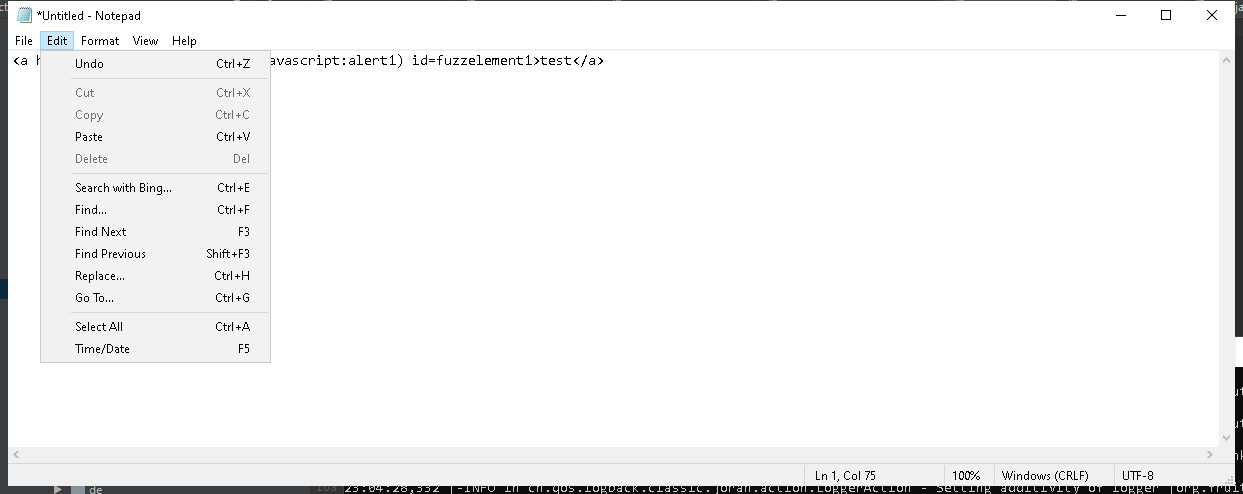 *Untitled - Notepad
File Edit Format View Help
<a h avascript:alert1) id=fuzzelement1>test</a>
Undo Ctrl+Z
Cut Ctrl+X
Copy Ctrl+C
Paste Ctrl+V
Delete Del
Search with Bing... Ctrl+E
Find... Ctrl+F
Find Next F3
Find Previous Shift+F3
Replace... Ctrl+H
Go To... Ctrl+G
Select All Ctrl+A
Time/Date F5
Ln 1, Col 75 100% Windows (CRLF) UTF-8
de 23:04:28,332 |-INFO in ch.qos.logback.classic.joran.action.LoggerAction - Setting additivity of logger